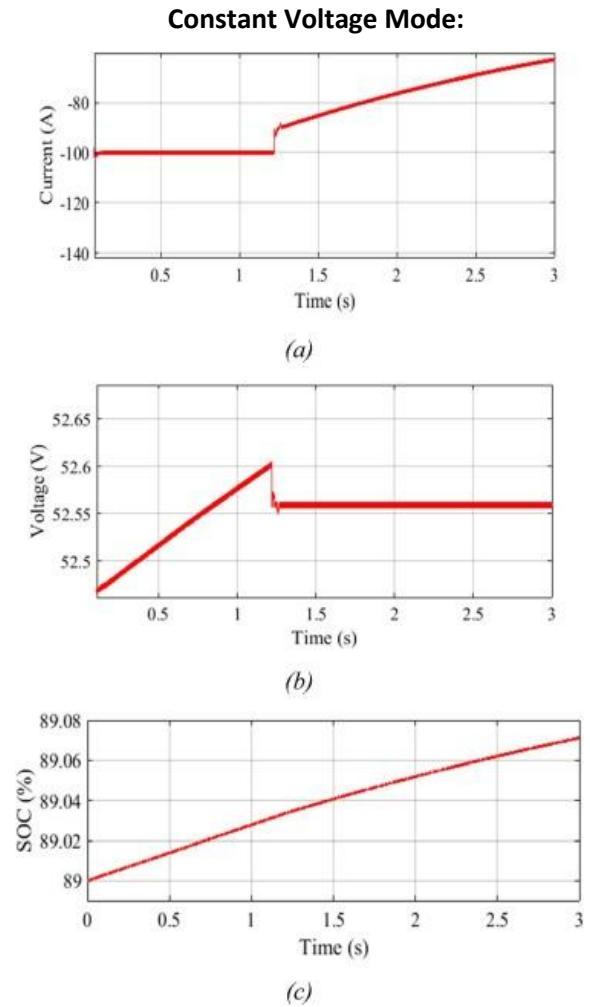 Constant Voltage Mode:
Current (A)
-80
-100
-120
-140
0.5 1 1.5 2 2.5 3
Time (s)
(a)
Voltage (V)
52.65
52.6
52.55
52.5
0.5 1 1.5 2 2.5 3
Time (s)
(b)
SOC (%)
89.08
89.06
89.04
89.02
89
0 0.5 1 1.5 2 2.5 3
Time (s)
(c)